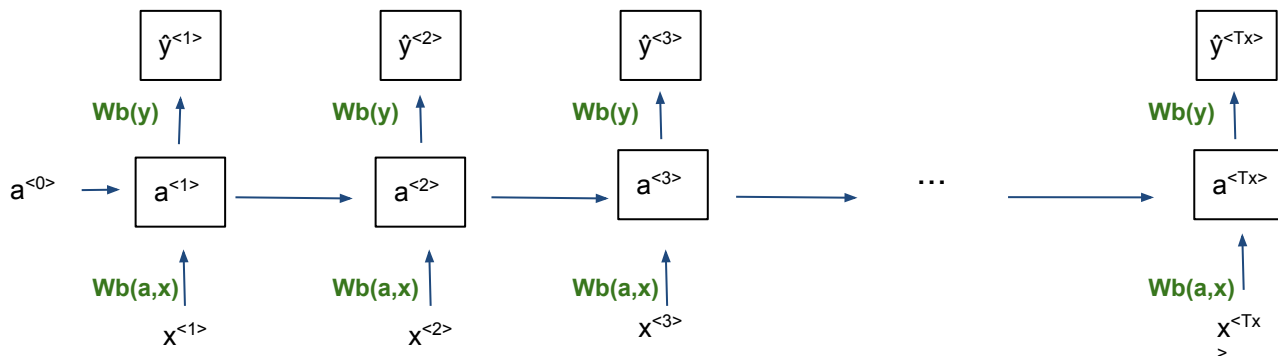 ŷ<1> ŷ<2> ŷ<3> ŷ<Tx>
Wb(y) Wb(y) Wb(y) Wb(y)
a<0> a<1> a<2> a<3> ... a<Tx>
Wb(a,x) Wb(a,x) Wb(a,x) Wb(a,x)
x<1> x<2> x<3> x<Tx
>